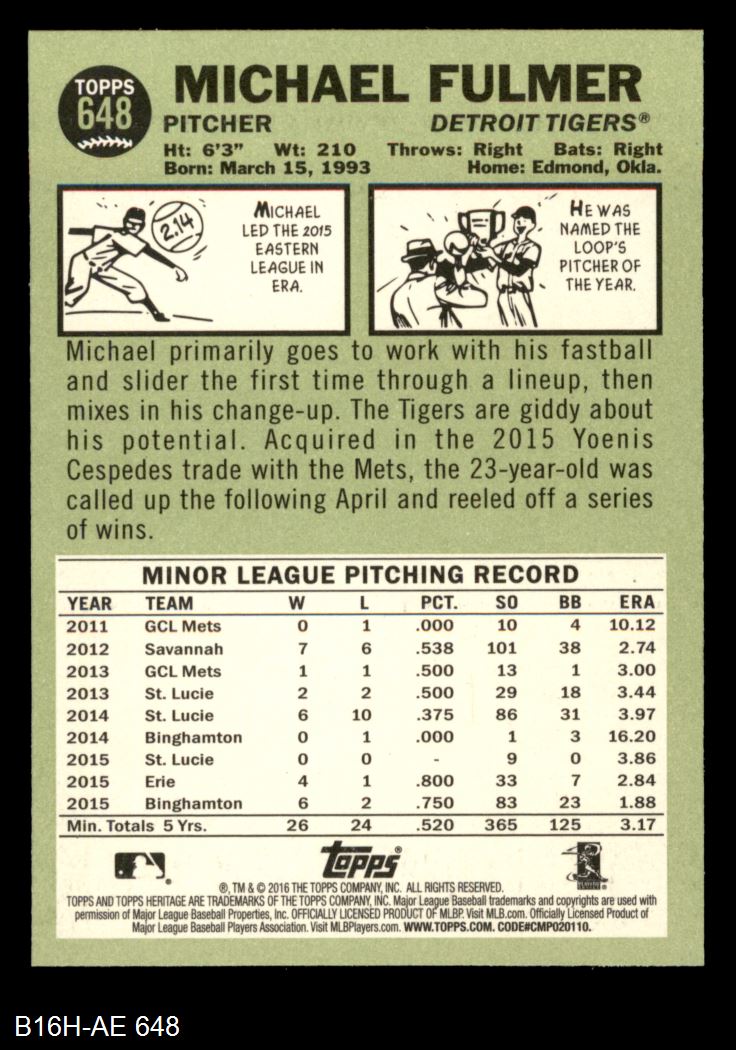 TOPPS
648
MICHAEL FULMER
PITCHER DETROIT TIGERS®
Ht: 6'3" Wt: 210 Throws: Right Bats: Right
Born: March 15, 1993 Home: Edmond, Okla.
2.14
MICHAEL
LED THE 2015
EASTERN
LEAGUE IN
ERA.
HE WAS
NAMED THE
LOOP'S
PITCHER OF
THE YEAR.
Michael primarily goes to work with his fastball
and slider the first time through a lineup, then
mixes in his change-up. The Tigers are giddy about
his potential. Acquired in the 2015 Yoenis
Cespedes trade with the Mets, the 23-year-old was
called up the following April and reeled off a series
of wins.
MINOR LEAGUE PITCHING RECORD
YEAR TEAM W L PCT. SO BB ERA
2011 GCL Mets 0 1 .000 10 4 10.12
2012 Savannah 7 6 .538 101 38 2.74
2013 GCL Mets 1 1 .500 13 1 3.00
2013 St. Lucie 2 2 .500 29 18 3.44
2014 St. Lucie 6 10 .375 86 31 3.97
2014 Binghamton 0 1 .000 1 3 16.20
2015 St. Lucie 0 0 - 9 0 3.86
2015 Erie 4 1 .800 33 7 2.84
2015 Binghamton 6 2 .750 83 23 1.88
Min. Totals 5 Yrs. 26 24 .520 365 125 3.17
topps®
®, TM & © 2016 THE TOPPS COMPANY, INC. ALL RIGHTS RESERVED.
TOPPS AND TOPPS HERITAGE ARE TRADEMARKS OF THE TOPPS COMPANY, INC. Major League Baseball trademarks and copyrights are used with
permission of Major League Baseball Properties, Inc. OFFICIALLY LICENSED PRODUCT OF MLBP. Visit MLB.com. Officially Licensed Product of
Major League Baseball Players Association. Visit MLBPlayers.com. WWW.TOPPS.COM. CODE#CMP020110.
B16H-AE 648